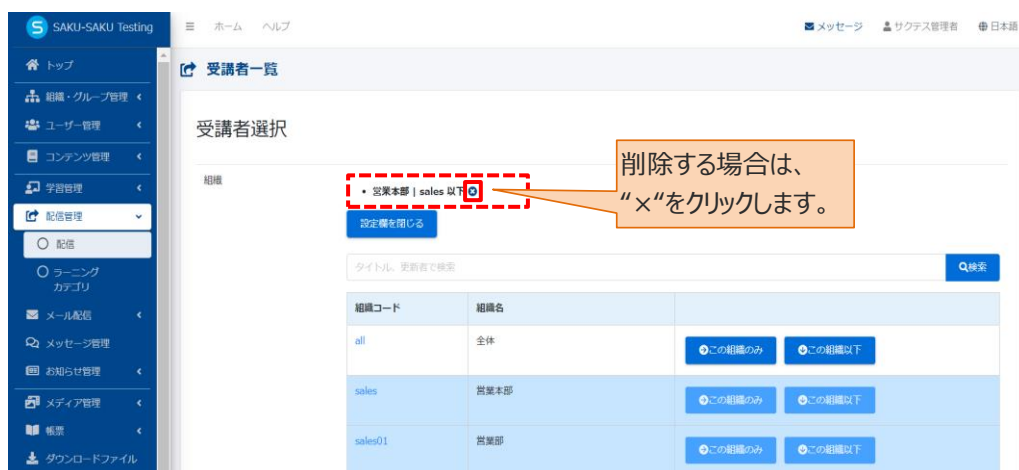 SAKU-SAKU Testing
ホーム ヘルプ
メッセージ サクテス管理者 日本語
トップ
受講者一覧
組織・グループ管理
ユーザー管理
受講者選択
コンテンツ管理
学習管理
組織
営業本部 | sales 以下
削除する場合は、
“×“をクリックします。
配信管理
設定欄を閉じる
配信
ラーニング
カテゴリ
タイトル、更新者で検索
検索
メール配信
組織コード 組織名
メッセージ管理
all 全体
この組織のみ この組織以下
お知らせ管理
メディア管理
sales 営業本部
この組織のみ この組織以下
帳票
sales01 営業部
この組織のみ この組織以下
ダウンロードファイル